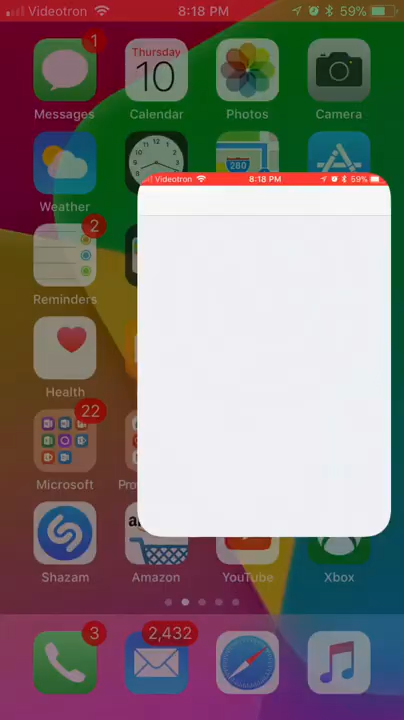 Videotron 8:18 PM 59%
1
Thursday
10
Messages Calendar Photos Camera
280
Weather
Videotron 8:18 PM 59%
2
Reminders
Health
22
Microsoft Pro
a
Shazam Amazon YouTube Xbox
3 2,432